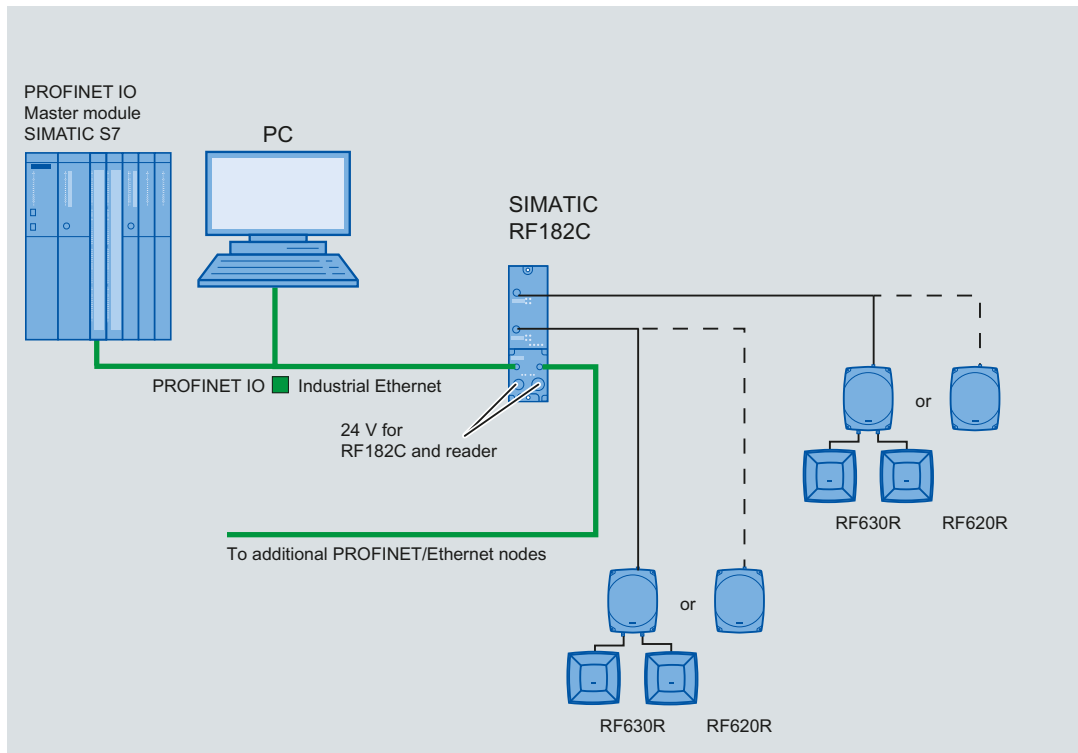 PROFINET IO
Master module
SIMATIC S7
PC
SIMATIC
RF182C
PROFINET IO Industrial Ethernet
24 V for
RF182C and reader
or
RF630R RF620R
To additional PROFINET/Ethernet nodes
or
RF630R RF620R